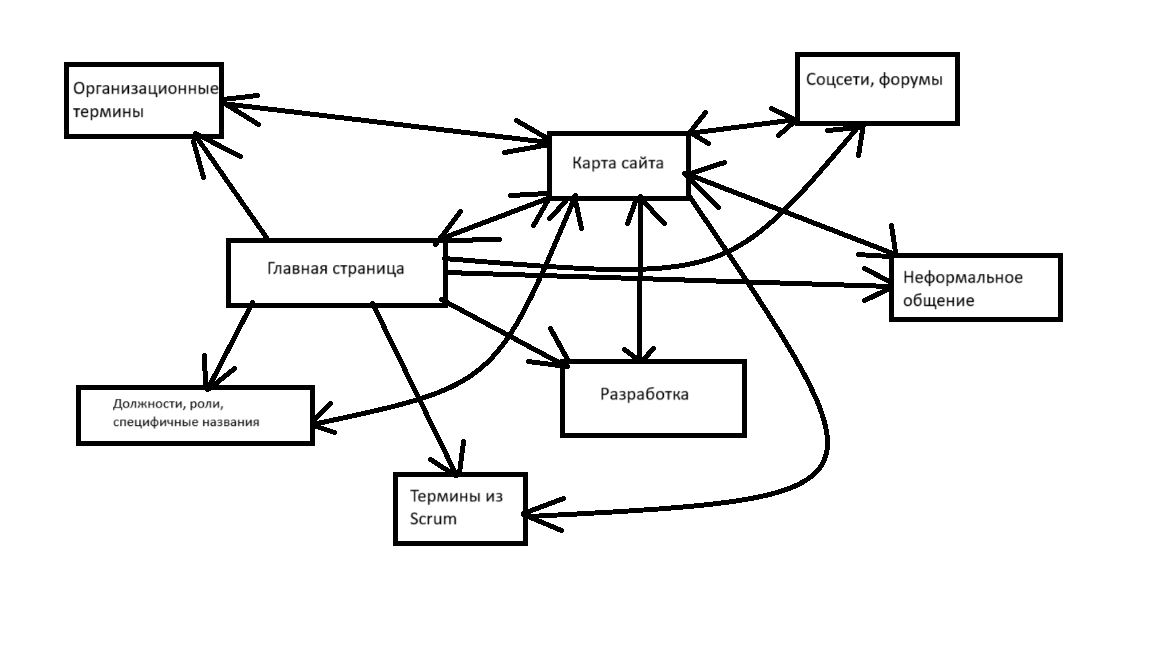 Организационные
термины
Соцсети, форумы
Карта сайта
Главная страница
Неформальное
общение
Разработка
Должности, роли,
специфичные названия
Термины из
Scrum